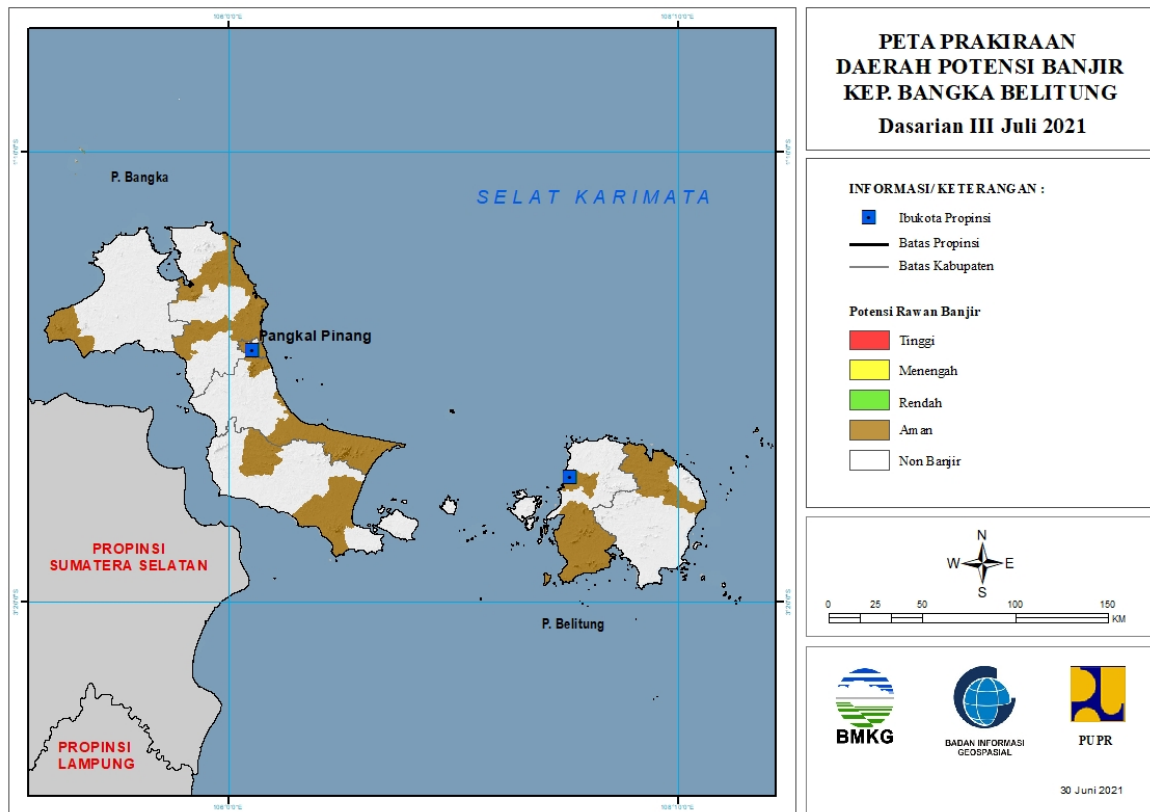 PETA PRAKIRAAN
DAERAH POTENSI BANJIR
KEP. BANGKA BELITUNG
Dasarian III Juli 2021
P. Bangka
SELAT KARIMATA
Pangkal Pinang
PROPINSI
SUMATERA SELATAN
P. Belitung
PROPINSI
LAMPUNG
INFORMASI/ KETERANGAN :
Ibukota Propinsi
Batas Propinsi
Batas Kabupaten
Potensi Rawan Banjir
Tinggi
Menengah
Rendah
Aman
Non Banjir
N
W E
S
0 25 50 100 150
KM
BMKG
BADAN INFORMASI
GEOSPASIAL
PUPR
30 Juni 2021